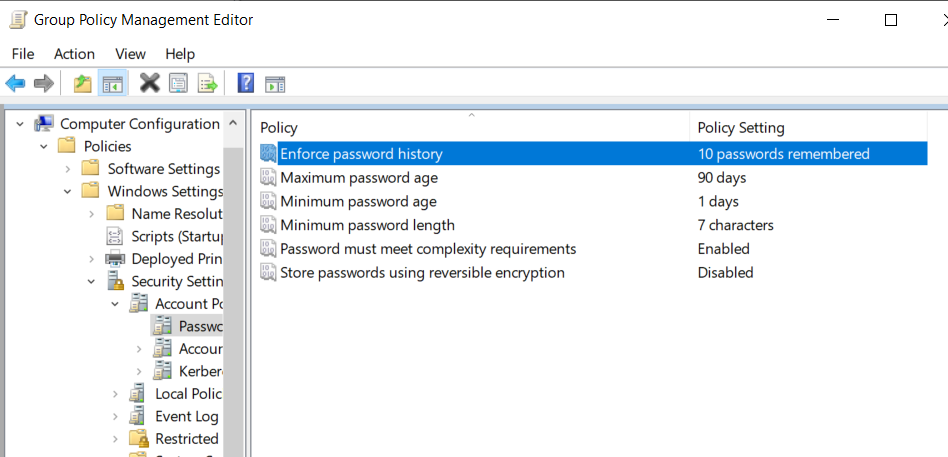 Group Policy Management Editor
File Action View Help
Computer Configuration
Policies
Software Settings
Windows Settings
Name Resolut
Scripts (Startu
Deployed Prin
Security Settin
Account Po
Passwo
Accour
Kerber
Local Polic
Event Log
Restricted
Policy Policy Setting
Enforce password history 10 passwords remembered
Maximum password age 90 days
Minimum password age 1 days
Minimum password length 7 characters
Password must meet complexity requirements Enabled
Store passwords using reversible encryption Disabled